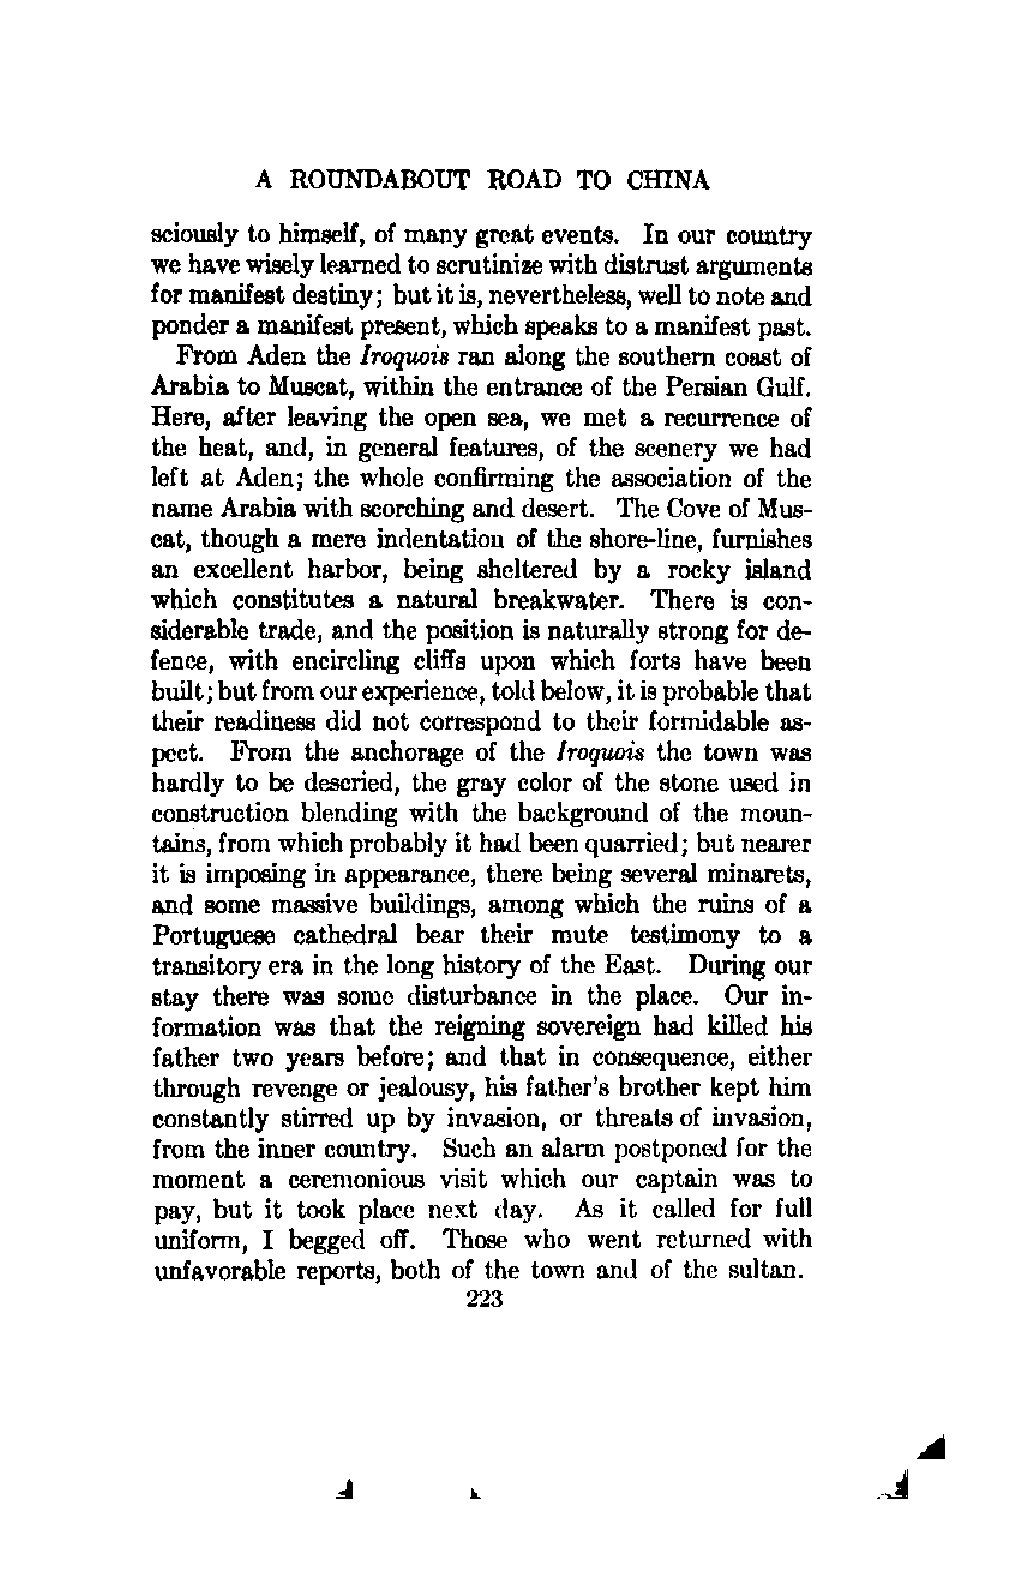 A ROUNDABOUT ROAD TO CHINA
sciously to himself, of many great events. In our country
we have wisely learned to scrutinize with distrust arguments
for manifest destiny; but it is, nevertheless, well to note and
ponder a manifest present, which speaks to a manifest past.
From Aden the Iroquois ran along the southern coast of
Arabia to Muscat, within the entrance of the Persian Gulf.
Here, after leaving the open sea, we met a recurrence of
the heat, and, in general features, of the scenery we had
left at Aden; the whole confirming the association of the
name Arabia with scorching and desert. The Cove of Mus-
cat, though a mere indentation of the shore-line, furnishes
an excellent harbor, being sheltered by a rocky island
which constitutes a natural breakwater. There is con-
siderable trade, and the position is naturally strong for de-
fence, with encircling cliffs upon which forts have been
built; but from our experience, told below, it is probable that
their readiness did not correspond to their formidable as-
pect. From the anchorage of the Iroquois the town was
hardly to be descried, the gray color of the stone used in
construction blending with the background of the moun-
tains, from which probably it had been quarried; but nearer
it is imposing in appearance, there being several minarets,
and some massive buildings, among which the ruins of a
Portuguese cathedral bear their mute testimony to a
transitory era in the long history of the East. During our
stay there was some disturbance in the place. Our in-
formation was that the reigning sovereign had killed his
father two years before; and that in consequence, either
through revenge or jealousy, his father's brother kept him
constantly stirred up by invasion, or threats of invasion,
from the inner country. Such an alarm postponed for the
moment a ceremonious visit which our captain was to
pay, but it took place next day. As it called for full
uniform, I begged off. Those who went returned with
unfavorable reports, both of the town and of the sultan.
223